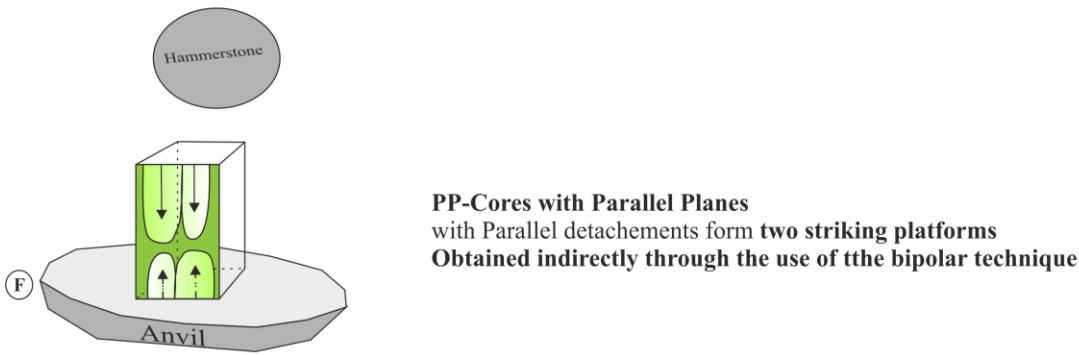 Hammerstone
PP-Cores with Parallel Planes
with Parallel detachements form two striking platforms
Obtained indirectly through the use of tthe bipolar technique
F
Anvil